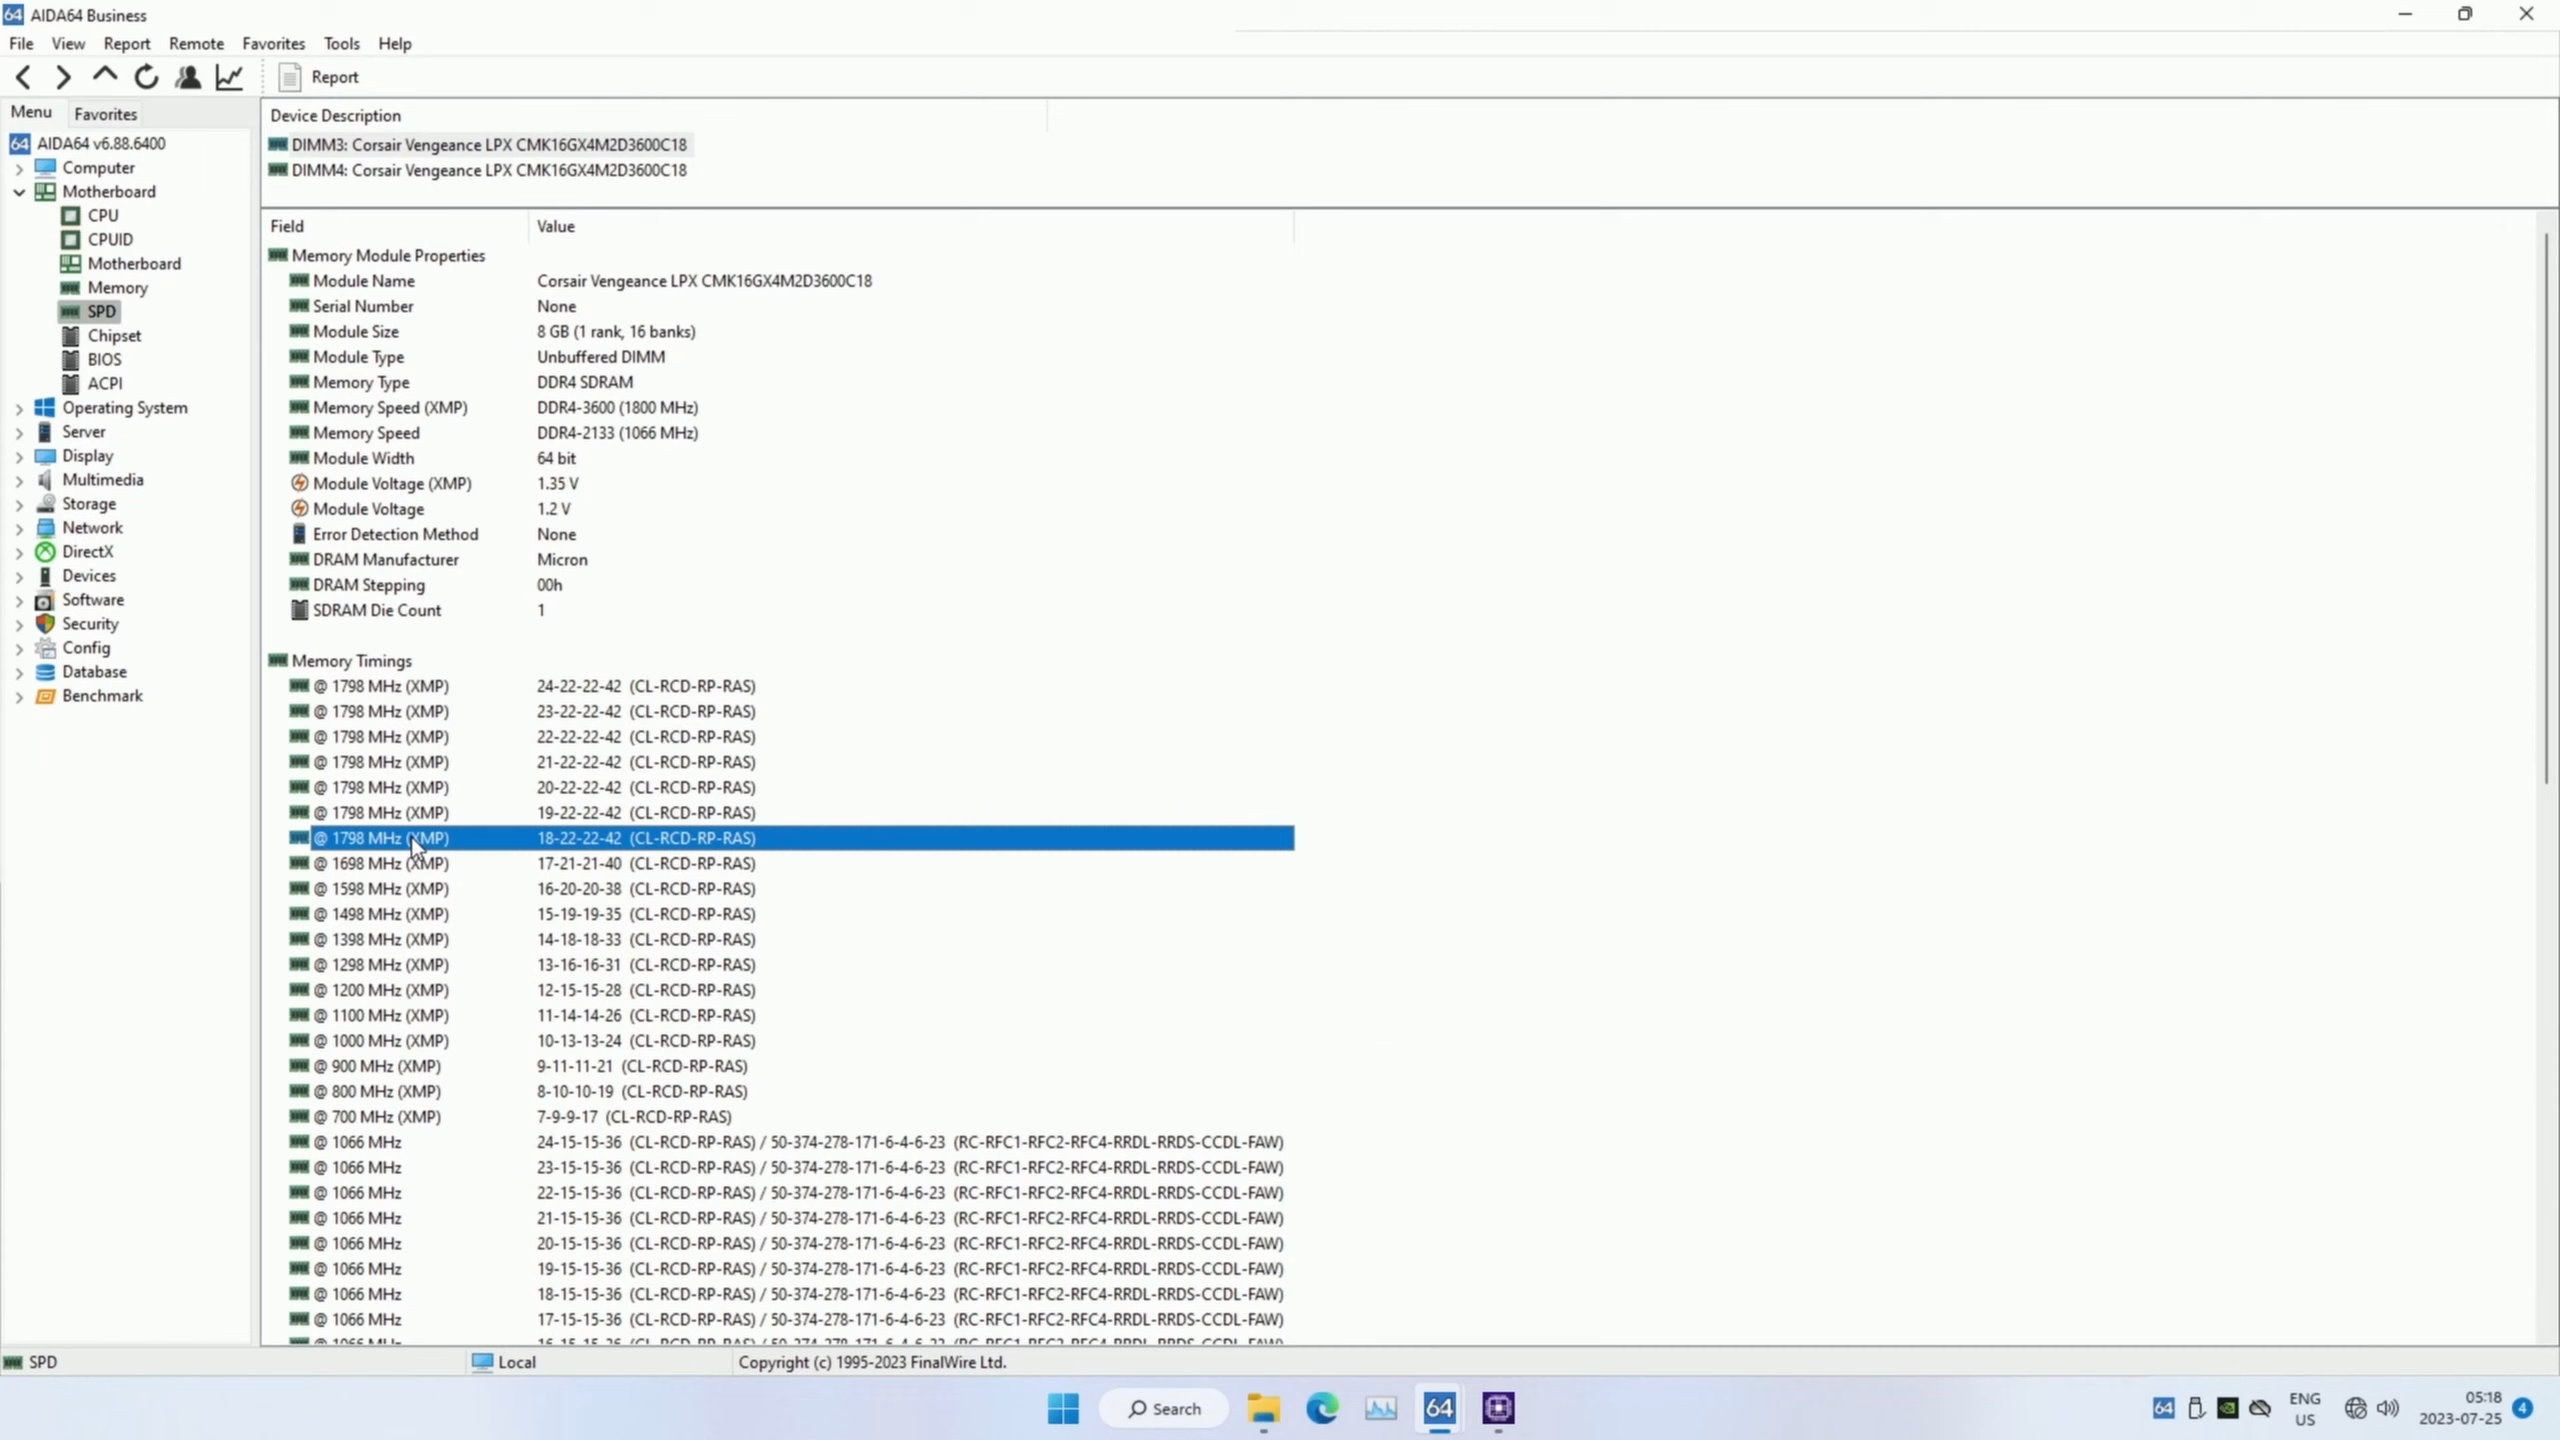 64 AIDA64 Business
File View Report Remote Favorites Tools Help
Report
Menu Favorites
64 AIDA64 v6.88.6400
Computer
Motherboard
CPU
CPUID
Motherboard
Memory
SPD
Chipset
BIOS
ACPI
Operating System
Server
Display
Multimedia
Storage
Network
DirectX
Devices
Software
Security
Config
Database
Benchmark
Device Description
DIMM3: Corsair Vengeance LPX CMK16GX4M2D3600C18
DIMM4: Corsair Vengeance LPX CMK16GX4M2D3600C18
Field Value
Memory Module Properties
Module Name Corsair Vengeance LPX CMK16GX4M2D3600C18
Serial Number None
Module Size 8 GB (1 rank, 16 banks)
Module Type Unbuffered DIMM
Memory Type DDR4 SDRAM
Memory Speed (XMP) DDR4-3600 (1800 MHz)
Memory Speed DDR4-2133 (1066 MHz)
Module Width 64 bit
Module Voltage (XMP) 1.35 V
Module Voltage 1.2 V
Error Detection Method None
DRAM Manufacturer Micron
DRAM Stepping 00h
SDRAM Die Count 1
Memory Timings
@ 1798 MHz (XMP) 24-22-22-42 (CL-RCD-RP-RAS)
@ 1798 MHz (XMP) 23-22-22-42 (CL-RCD-RP-RAS)
@ 1798 MHz (XMP) 22-22-22-42 (CL-RCD-RP-RAS)
@ 1798 MHz (XMP) 21-22-22-42 (CL-RCD-RP-RAS)
@ 1798 MHz (XMP) 20-22-22-42 (CL-RCD-RP-RAS)
@ 1798 MHz (XMP) 19-22-22-42 (CL-RCD-RP-RAS)
@ 1798 MHz (XMP) 18-22-22-42 (CL-RCD-RP-RAS)
@ 1698 MHz (XMP) 17-21-21-40 (CL-RCD-RP-RAS)
@ 1598 MHz (XMP) 16-20-20-38 (CL-RCD-RP-RAS)
@ 1498 MHz (XMP) 15-19-19-35 (CL-RCD-RP-RAS)
@ 1398 MHz (XMP) 14-18-18-33 (CL-RCD-RP-RAS)
@ 1298 MHz (XMP) 13-16-16-31 (CL-RCD-RP-RAS)
@ 1200 MHz (XMP) 12-15-15-28 (CL-RCD-RP-RAS)
@ 1100 MHz (XMP) 11-14-14-26 (CL-RCD-RP-RAS)
@ 1000 MHz (XMP) 10-13-13-24 (CL-RCD-RP-RAS)
@ 900 MHz (XMP) 9-11-11-21 (CL-RCD-RP-RAS)
@ 800 MHz (XMP) 8-10-10-19 (CL-RCD-RP-RAS)
@ 700 MHz (XMP) 7-9-9-17 (CL-RCD-RP-RAS)
@ 1066 MHz 24-15-15-36 (CL-RCD-RP-RAS) / 50-374-278-171-6-4-6-23 (RC-RFC1-RFC2-RFC4-RRDL-RRDS-CCDL-FAW)
@ 1066 MHz 23-15-15-36 (CL-RCD-RP-RAS) / 50-374-278-171-6-4-6-23 (RC-RFC1-RFC2-RFC4-RRDL-RRDS-CCDL-FAW)
@ 1066 MHz 22-15-15-36 (CL-RCD-RP-RAS) / 50-374-278-171-6-4-6-23 (RC-RFC1-RFC2-RFC4-RRDL-RRDS-CCDL-FAW)
@ 1066 MHz 21-15-15-36 (CL-RCD-RP-RAS) / 50-374-278-171-6-4-6-23 (RC-RFC1-RFC2-RFC4-RRDL-RRDS-CCDL-FAW)
@ 1066 MHz 20-15-15-36 (CL-RCD-RP-RAS) / 50-374-278-171-6-4-6-23 (RC-RFC1-RFC2-RFC4-RRDL-RRDS-CCDL-FAW)
@ 1066 MHz 19-15-15-36 (CL-RCD-RP-RAS) / 50-374-278-171-6-4-6-23 (RC-RFC1-RFC2-RFC4-RRDL-RRDS-CCDL-FAW)
@ 1066 MHz 18-15-15-36 (CL-RCD-RP-RAS) / 50-374-278-171-6-4-6-23 (RC-RFC1-RFC2-RFC4-RRDL-RRDS-CCDL-FAW)
@ 1066 MHz 17-15-15-36 (CL-RCD-RP-RAS) / 50-374-278-171-6-4-6-23 (RC-RFC1-RFC2-RFC4-RRDL-RRDS-CCDL-FAW)
SPD Local Copyright (c) 1995-2023 FinalWire Ltd.
Search
64
64
ENG
US
05:18
2023-07-25
4